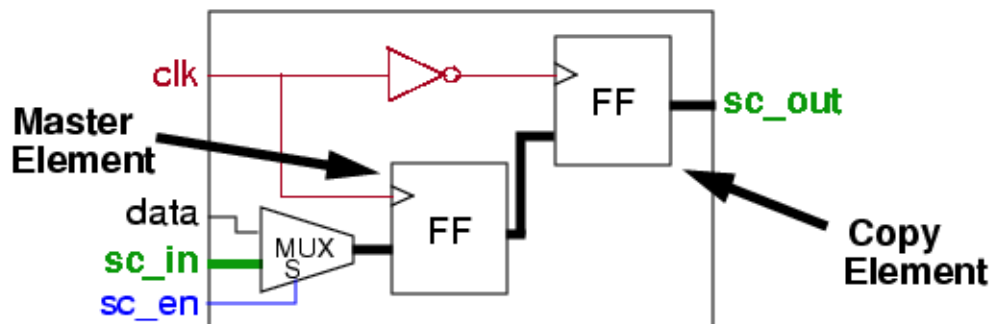 clk
FF
sc_out
Master
Element
data
MUX
S
FF
sc_in
sc_en
Copy
Element